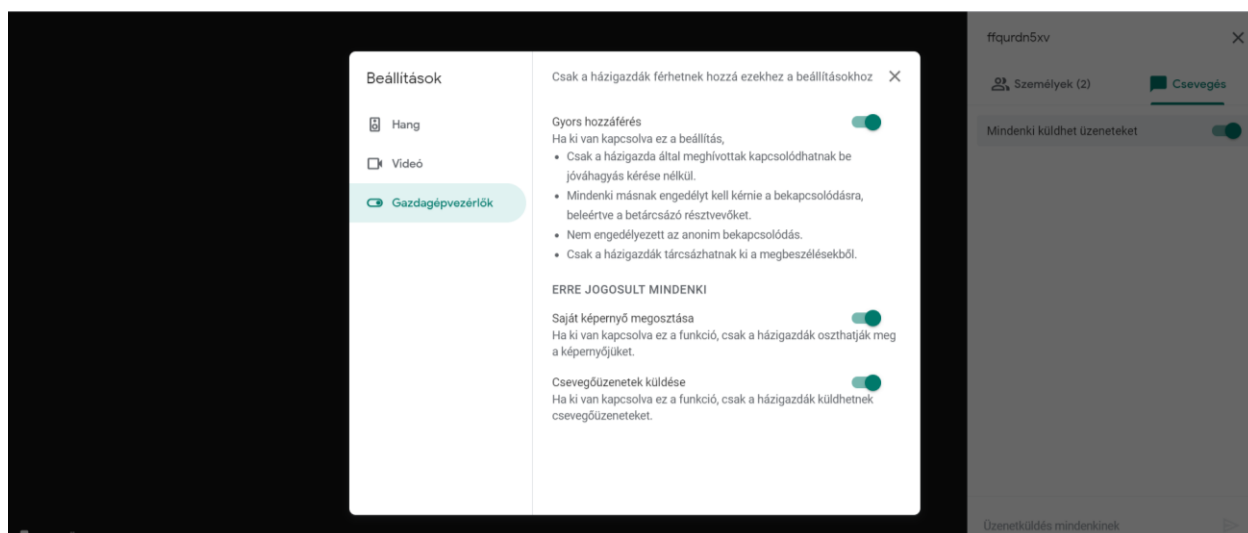 Beállítások
Hang
Videó
Gazdagépvezérlők
Csak a házigazdák férhetnek hozzá ezekhez a beállításokhoz
Gyors hozzáférés
Ha ki van kapcsolva ez a beállítás,
• Csak a házigazda által meghívottak kapcsolódhatnak be
jóváhagyás kérése nélkül.
• Mindenki másnak engedélyt kell kérnie a bekapcsolódásra,
beleértve a betárcsázó résztvevőket.
• Nem engedélyezett az anonim bekapcsolódás.
• Csak a házigazdák tárcsázhatnak ki a megbeszélésekből.
ERRE JOGOSULT MINDENKI
Saját képernyő megosztása
Ha ki van kapcsolva ez a funkció, csak a házigazdák oszthatják meg
a képernyőjüket.
Csevegőüzenetek küldése
Ha ki van kapcsolva ez a funkció, csak a házigazdák küldhetnek
csevegőüzeneteket.
ffqurdn5xv
Személyek (2)
Csevegés
Mindenki küldhet üzeneteket
Üzenetküldés mindenkinek